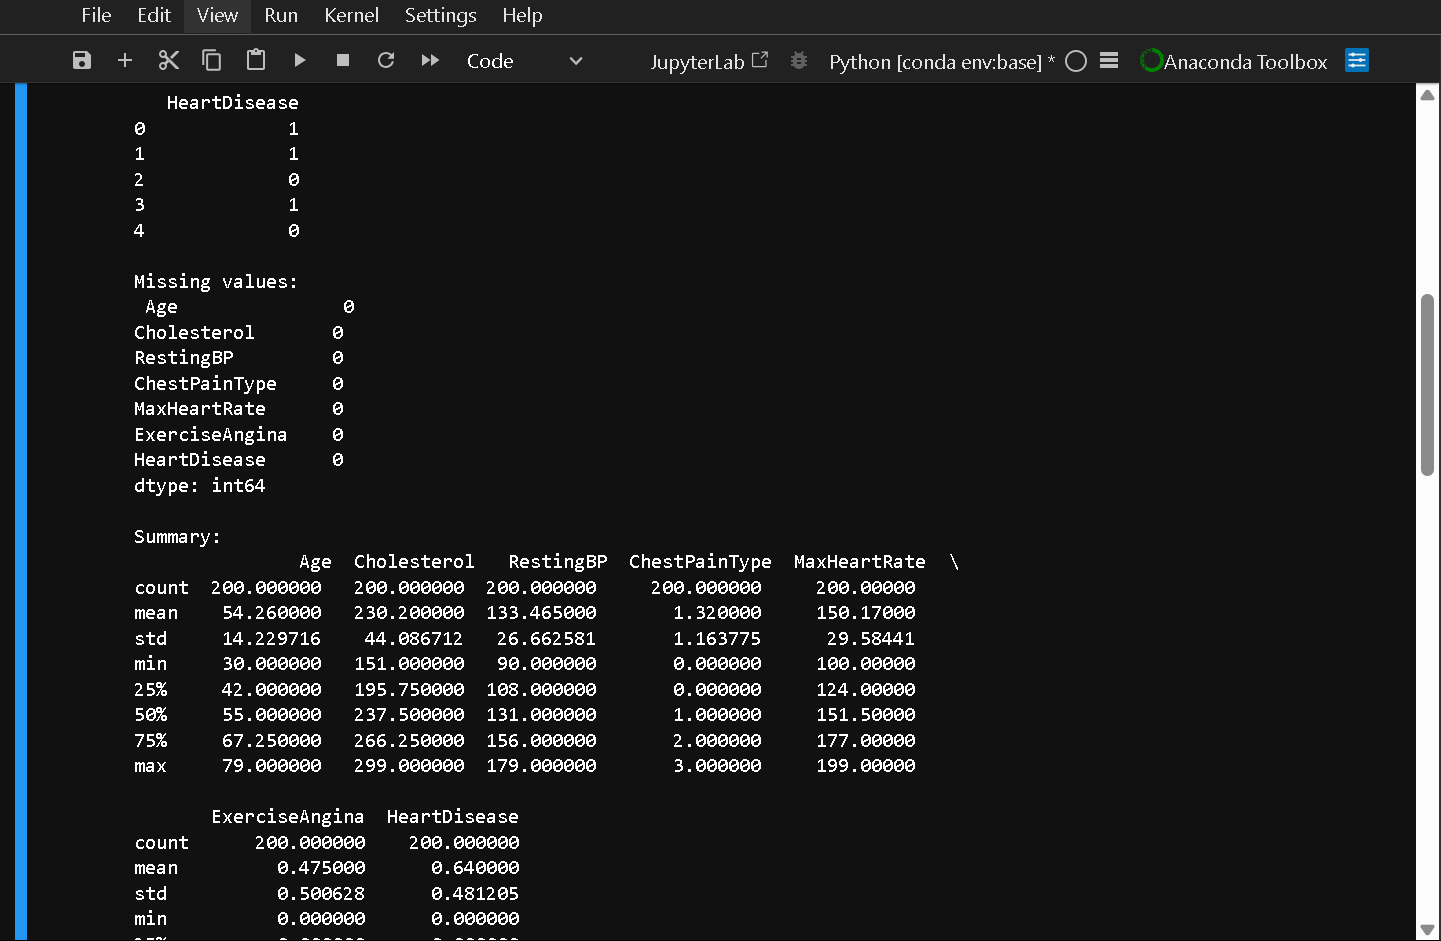 File Edit View Run Kernel Settings Help
Code JupyterLab Python [conda env:base] * Anaconda Toolbox
HeartDisease
0 1
1 1
2 0
3 1
4 0
Missing values:
Age 0
Cholesterol 0
RestingBP 0
ChestPainType 0
MaxHeartRate 0
ExerciseAngina 0
HeartDisease 0
dtype: int64
Summary:
Age Cholesterol RestingBP ChestPainType MaxHeartRate \
count 200.000000 200.000000 200.000000 200.000000 200.00000
mean 54.260000 230.200000 133.465000 1.320000 150.17000
std 14.229716 44.086712 26.662581 1.163775 29.58441
min 30.000000 151.000000 90.000000 0.000000 100.00000
25% 42.000000 195.750000 108.000000 0.000000 124.00000
50% 55.000000 237.500000 131.000000 1.000000 151.50000
75% 67.250000 266.250000 156.000000 2.000000 177.00000
max 79.000000 299.000000 179.000000 3.000000 199.00000
ExerciseAngina HeartDisease
count 200.000000 200.000000
mean 0.475000 0.640000
std 0.500628 0.481205
min 0.000000 0.000000